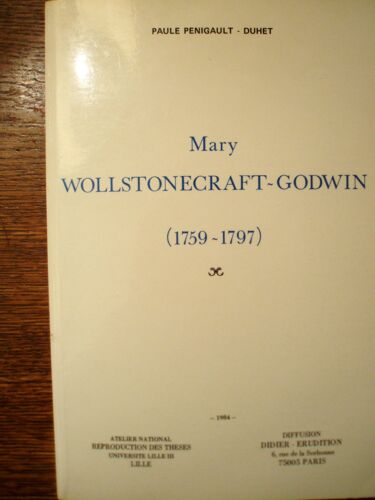 PAULE PENIGAULT - DUHET
Mary
WOLLSTONECRAFT~GODWIN
(1759~1797)
- 1984 -
ATELIER NATIONAL
REPRODUCTION DES THESES
UNIVERSITE LILLE III
LILLE
DIFFUSION
DIDIER - ERUDITION
6, rue de la Sorbonne
75005 PARIS